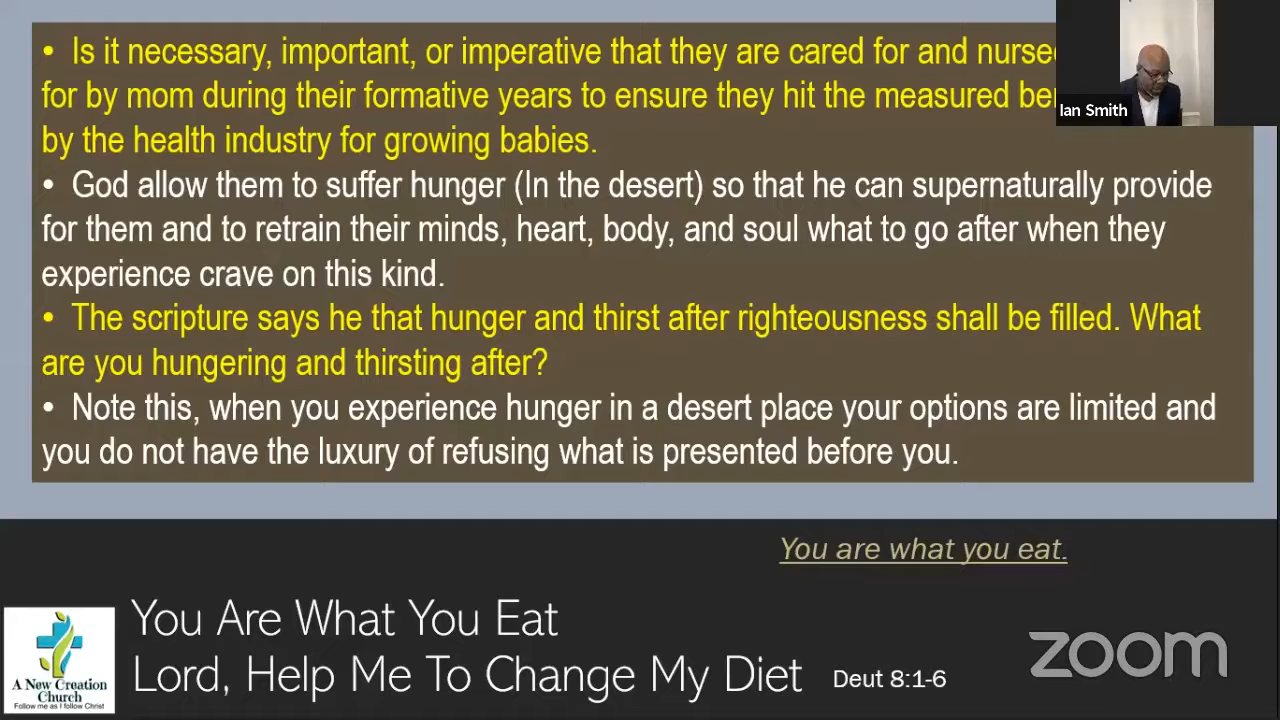 • Is it necessary, important, or imperative that they are cared for and
for by mom during their formative years to ensure they hit the measured
by the health industry for growing babies.
• God allow them to suffer hunger (In the desert) so that he can supernaturally provide
for them and to retrain their minds, heart, body, and soul what to go after when they
experience crave on this kind.
• The scripture says he that hunger and thirst after righteousness shall be filled. What
are you hungering and thirsting after?
• Note this, when you experience hunger in a desert place your options are limited and
you do not have the luxury of refusing what is presented before you.
Ian Smith
You are what you eat.
You Are What You Eat
Lord, Help Me To Change My Diet Deut 8:1-6
A New Creation
Church
Follow me as I follow Christ
zoom